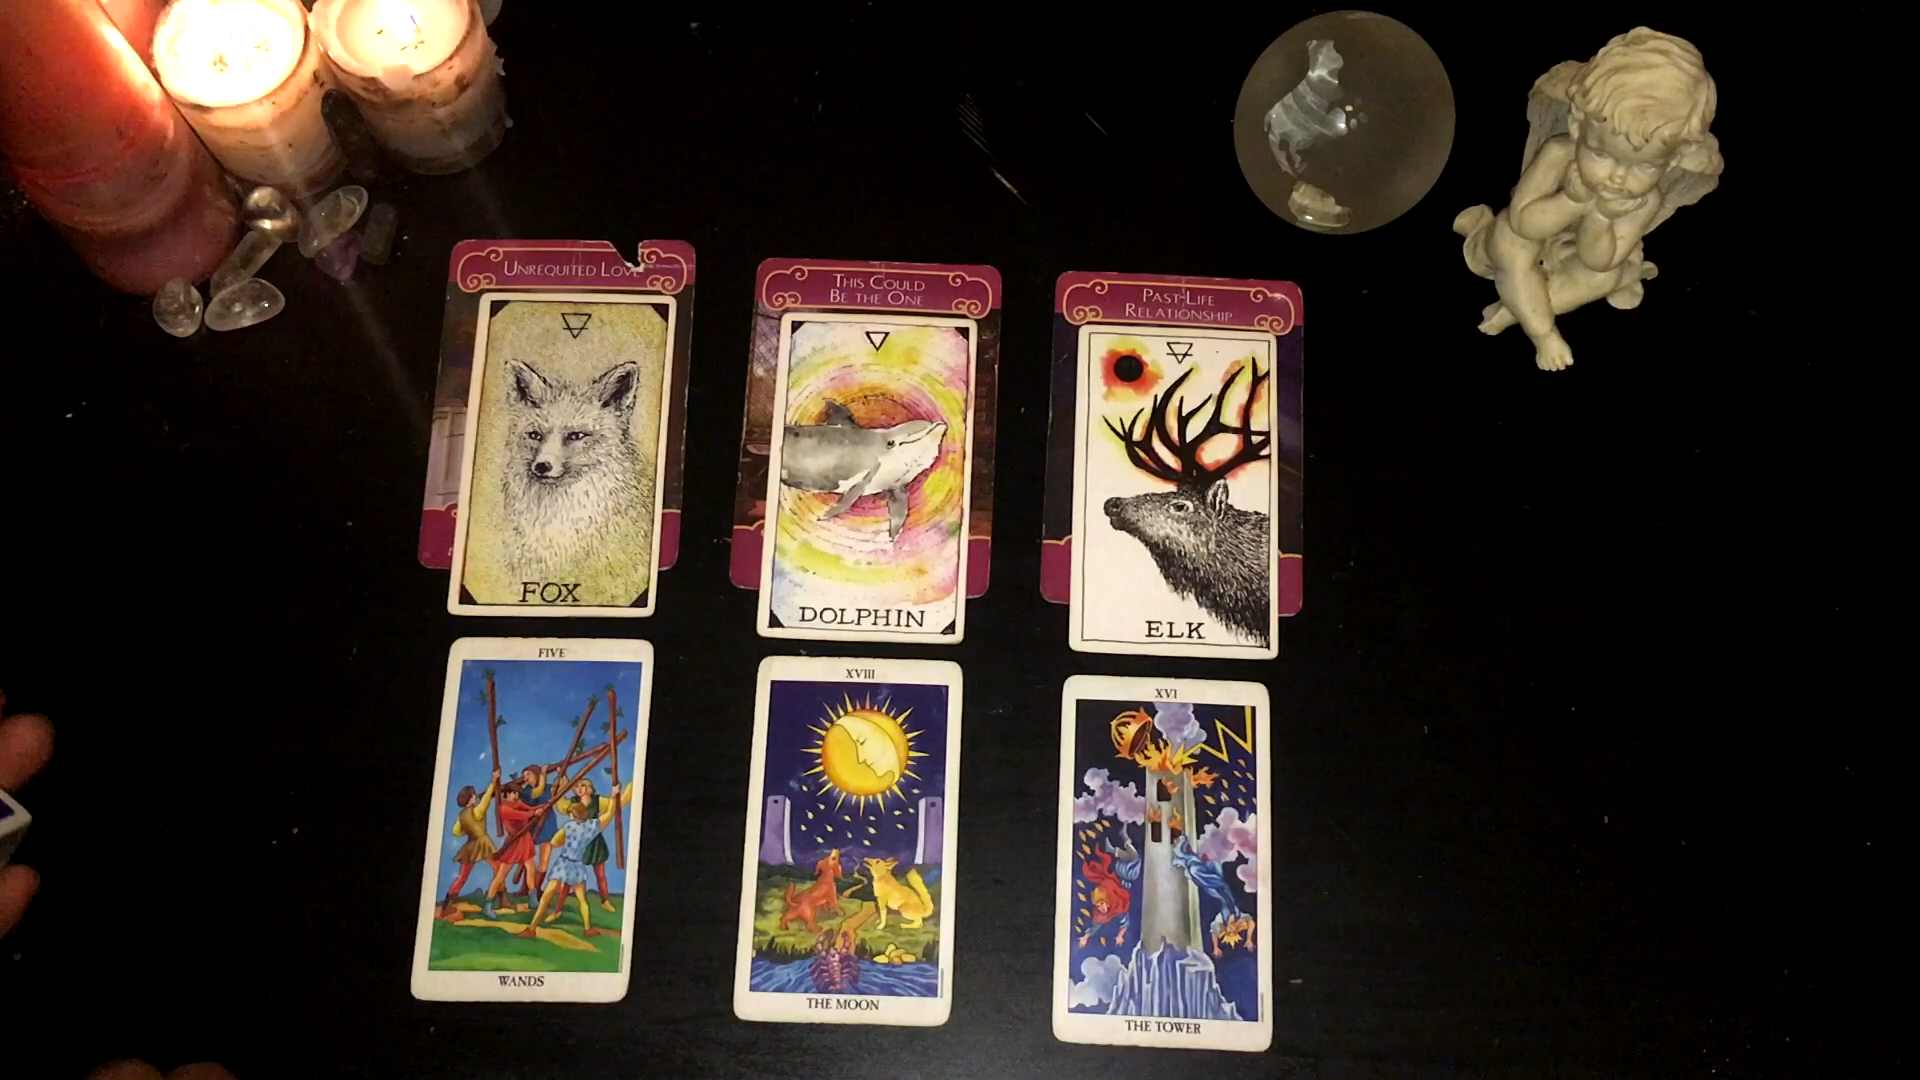 UNREQUITED LOVE
THIS COULD
BE THE ONE
PAST-LIFE
RELATIONSHIP
FOX
DOLPHIN
ELK
FIVE
XVIII
XVI
WANDS
THE MOON
THE TOWER